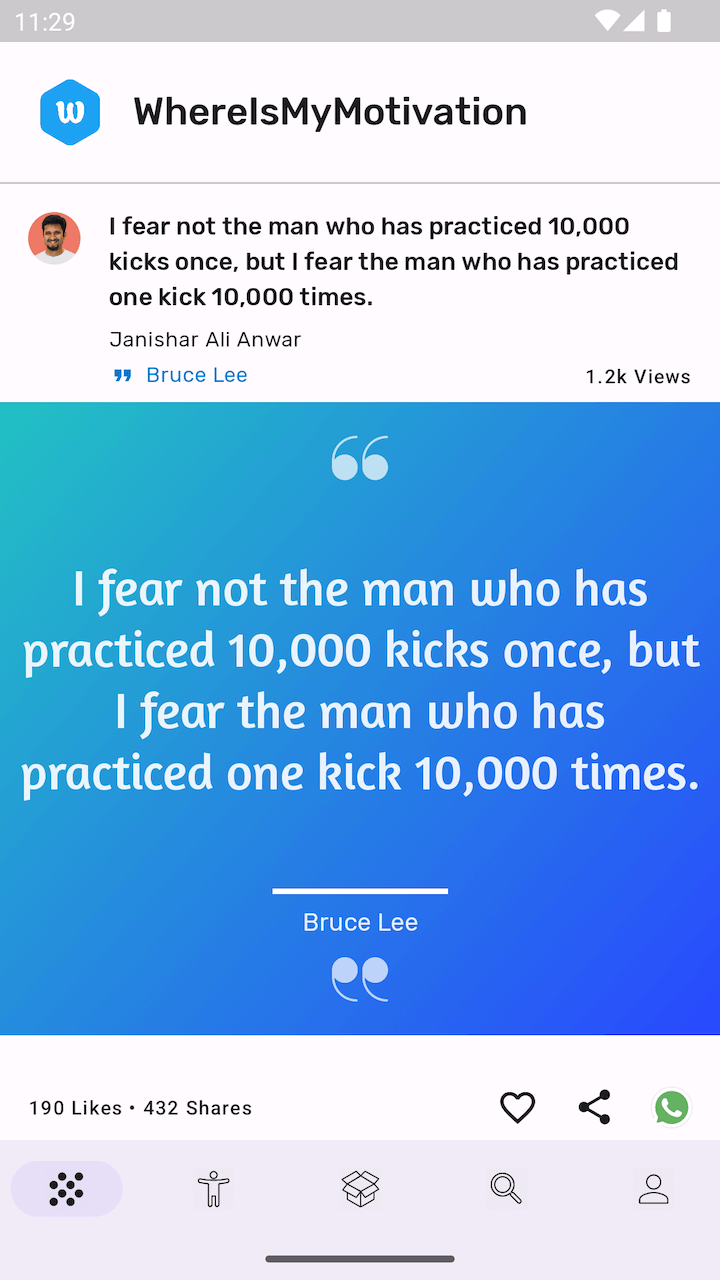 11:29
w
WhereIsMyMotivation
I fear not the man who has practiced 10,000
kicks once, but I fear the man who has practiced
one kick 10,000 times.
Janishar Ali Anwar
Bruce Lee
1.2k Views
“
I fear not the man who has
practiced 10,000 kicks once, but
I fear the man who has
practiced one kick 10,000 times.
Bruce Lee
”
190 Likes • 432 Shares